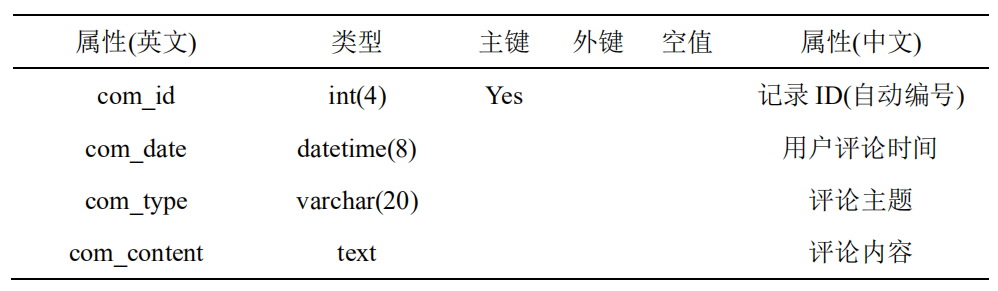 属性(英文) 类型 主键 外键 空值 属性(中文)
com_id int(4) Yes 记录 ID(自动编号)
com_date datetime(8) 用户评论时间
com_type varchar(20) 评论主题
com_content text 评论内容